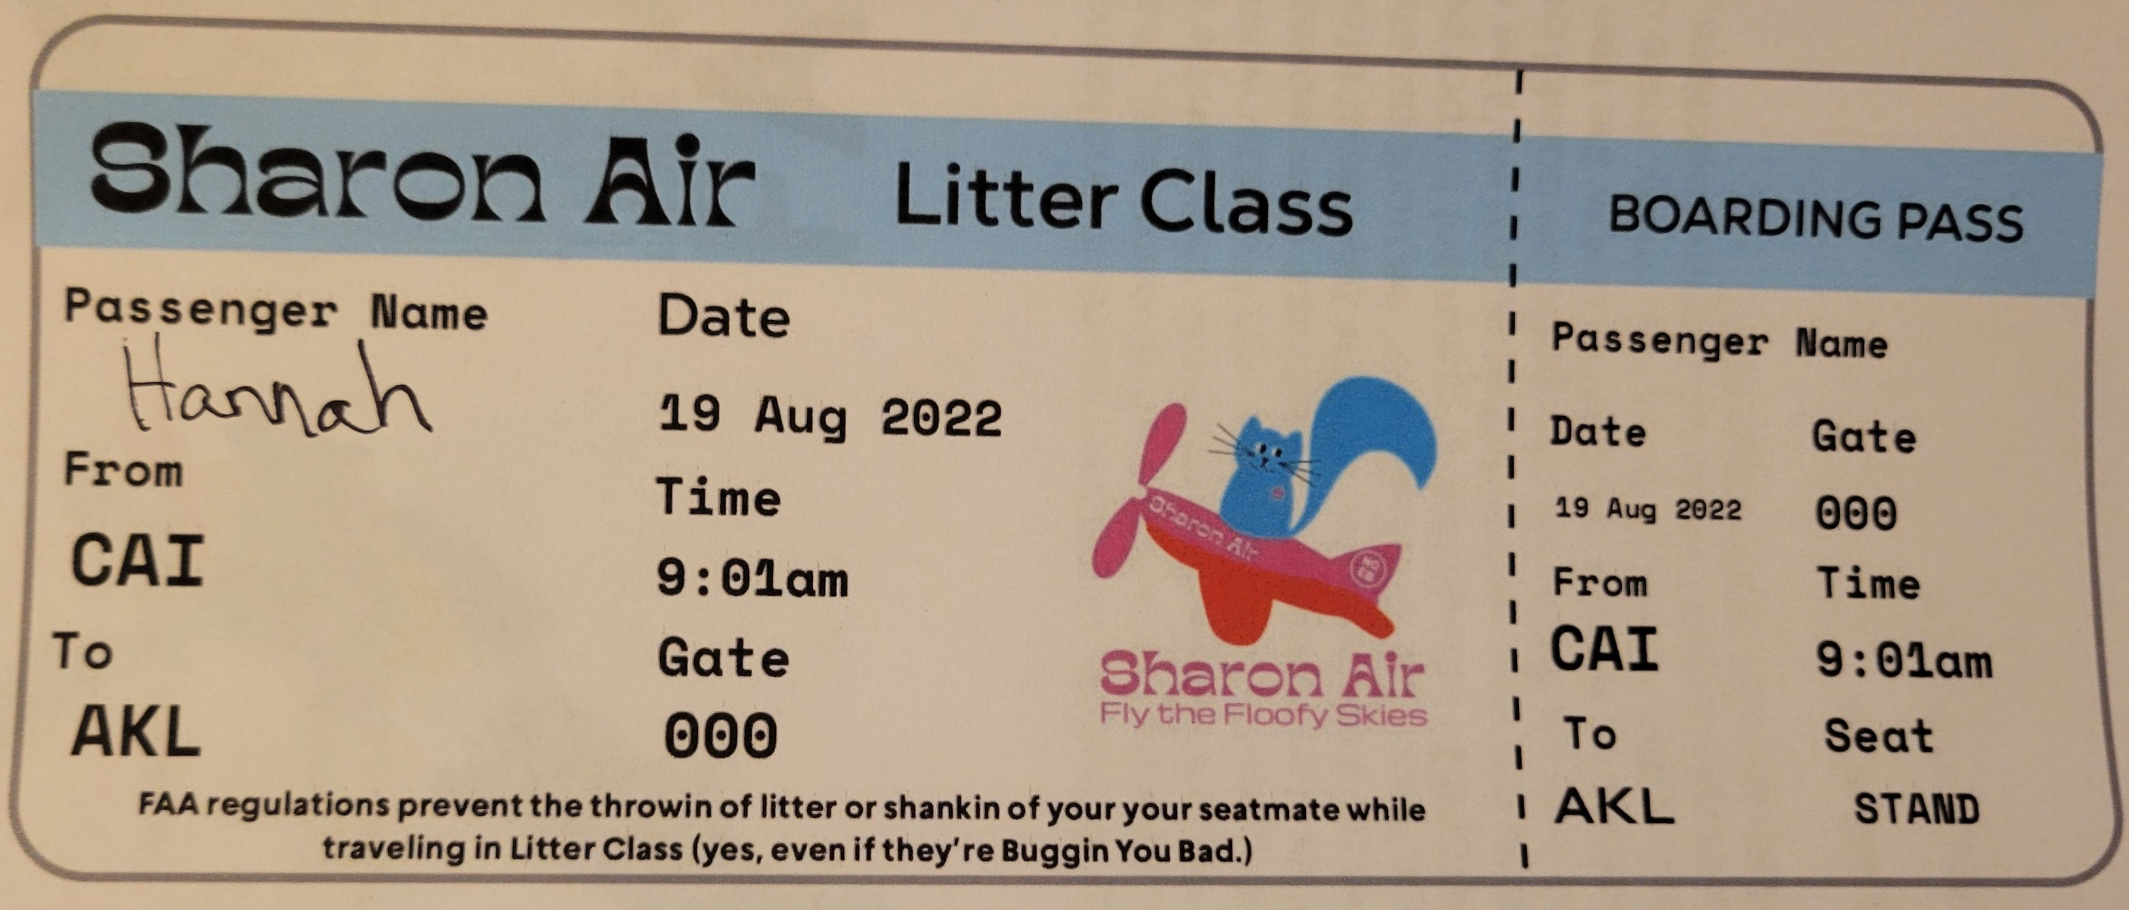 Sharon Air Litter Class
Passenger Name
Hannah
From
CAI
To
AKL
Date
19 Aug 2022
Time
9:01am
Gate
000
Sharon Air
NO
EB
Sharon Air
Fly the Floofy Skies
FAA regulations prevent the throwin of litter or shankin of your your seatmate while
traveling in Litter Class (yes, even if they're Buggin You Bad.)
BOARDING PASS
Passenger Name
Date
19 Aug 2022
Gate
000
From
CAI
Time
9:01am
To
AKL
Seat
STAND